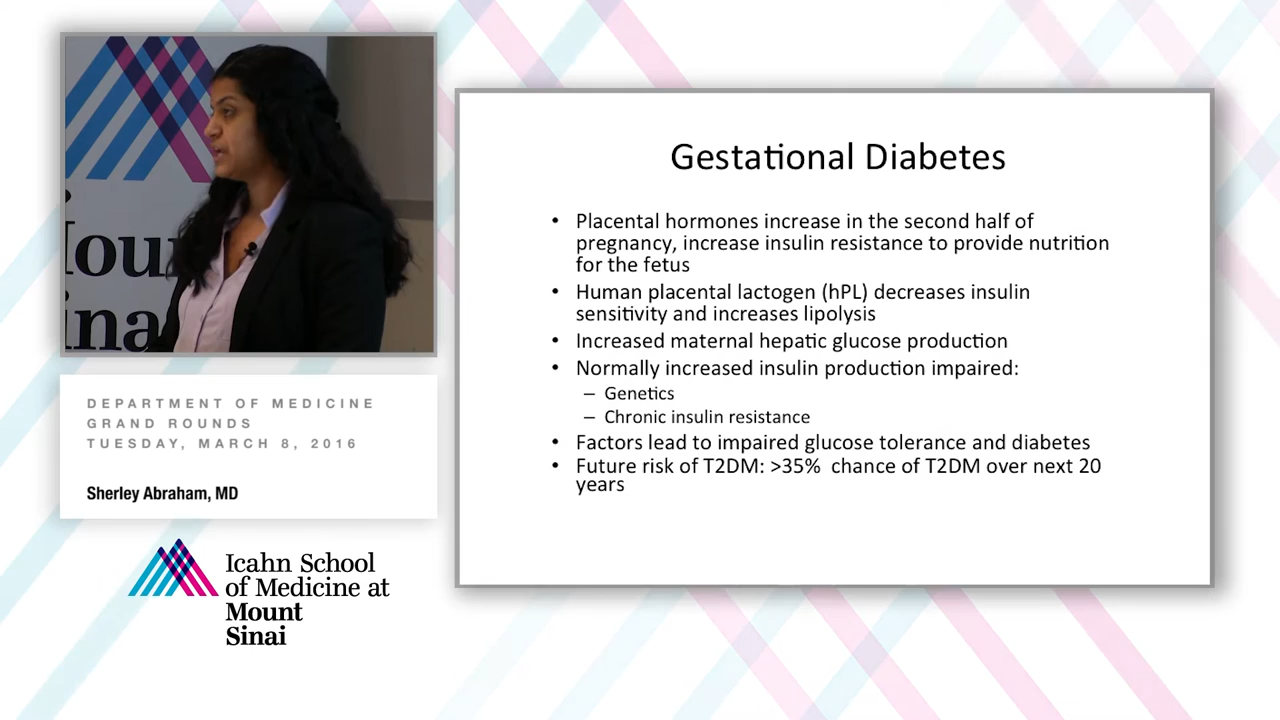 Mount
Sinai
DEPARTMENT OF MEDICINE
GRAND ROUNDS
TUESDAY, MARCH 8, 2016
Sherley Abraham, MD
Icahn School
of Medicine at
Mount
Sinai
Gestational Diabetes
• Placental hormones increase in the second half of
pregnancy, increase insulin resistance to provide nutrition
for the fetus
• Human placental lactogen (hPL) decreases insulin
sensitivity and increases lipolysis
• Increased maternal hepatic glucose production
• Normally increased insulin production impaired:
– Genetics
– Chronic insulin resistance
• Factors lead to impaired glucose tolerance and diabetes
• Future risk of T2DM: >35% chance of T2DM over next 20
years